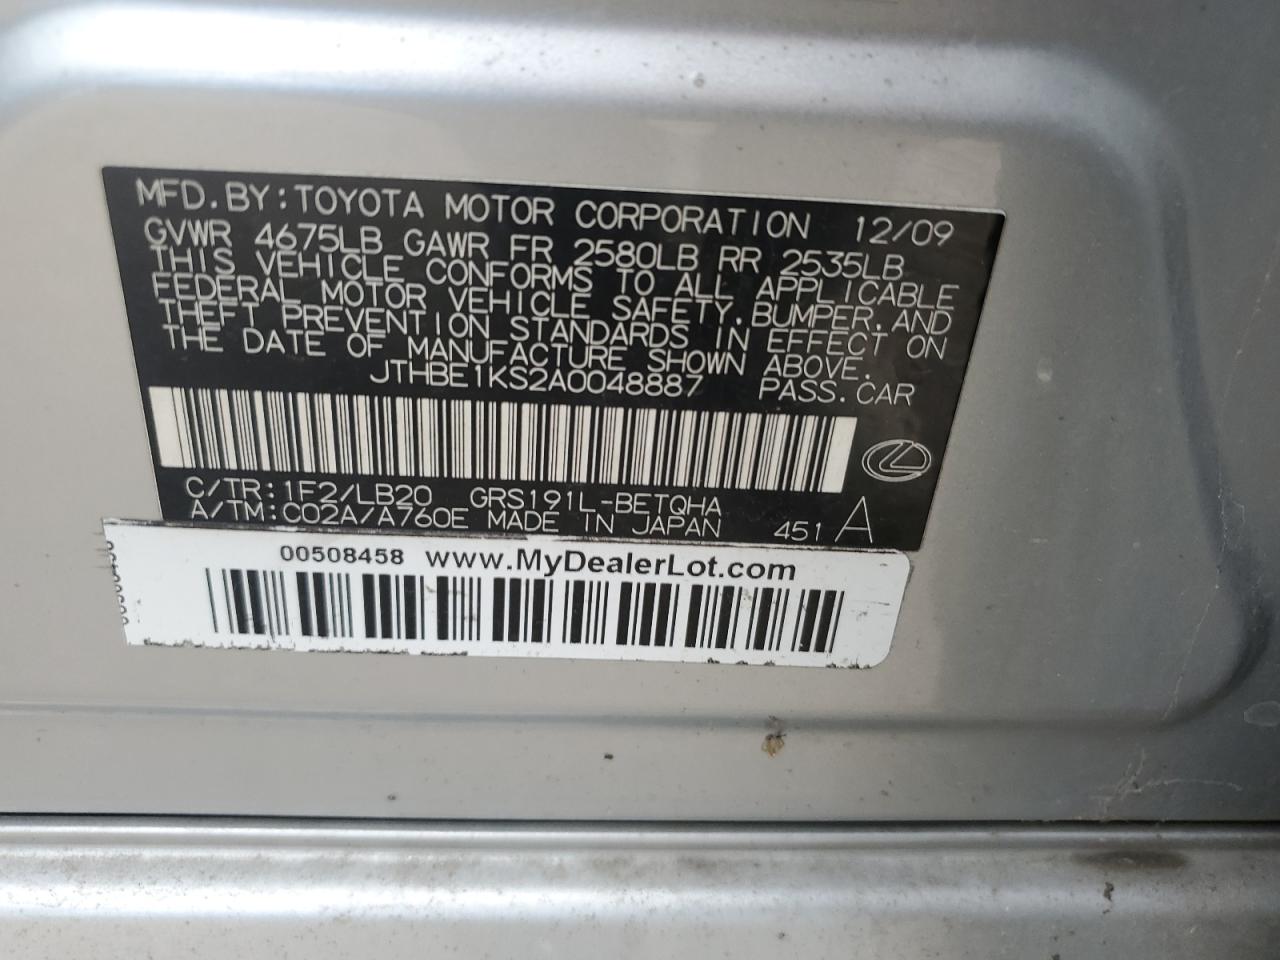 MFD. BY: TOYOTA MOTOR CORPORATION 12/09
GVWR 4675LB GAWR FR 2580LB RR 2535LB
THIS VEHICLE CONFORMS TO ALL APPLICABLE
FEDERAL MOTOR VEHICLE SAFETY, BUMPER, AND
THEFT PREVENTION STANDARDS IN EFFECT ON
THE DATE OF MANUFACTURE SHOWN ABOVE.
JTHBE1KS2A0048887 PASS. CAR
C/TR: 1F2/LB20 GRS191L-BETQHA
A/TM: C02A/A760E MADE IN JAPAN 451 A
00508458 www.MyDealerLot.com